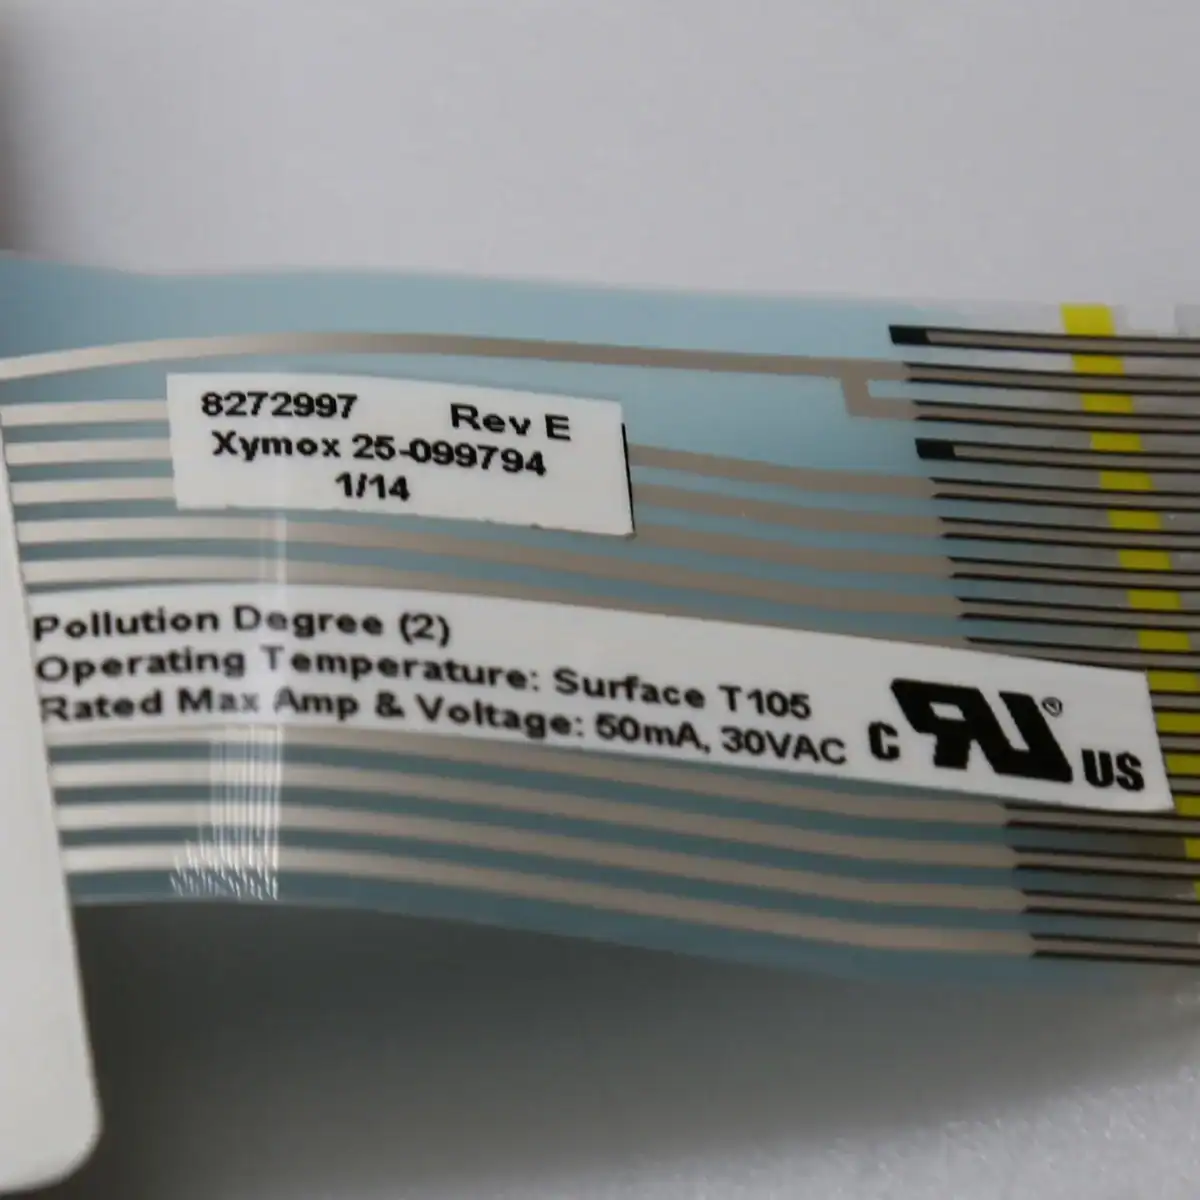 8272997 Rev E
Xymox 25-099794
1/14
Pollution Degree (2)
Operating Temperature: Surface T105
Rated Max Amp & Voltage: 50mA, 30VAC
C RU® US